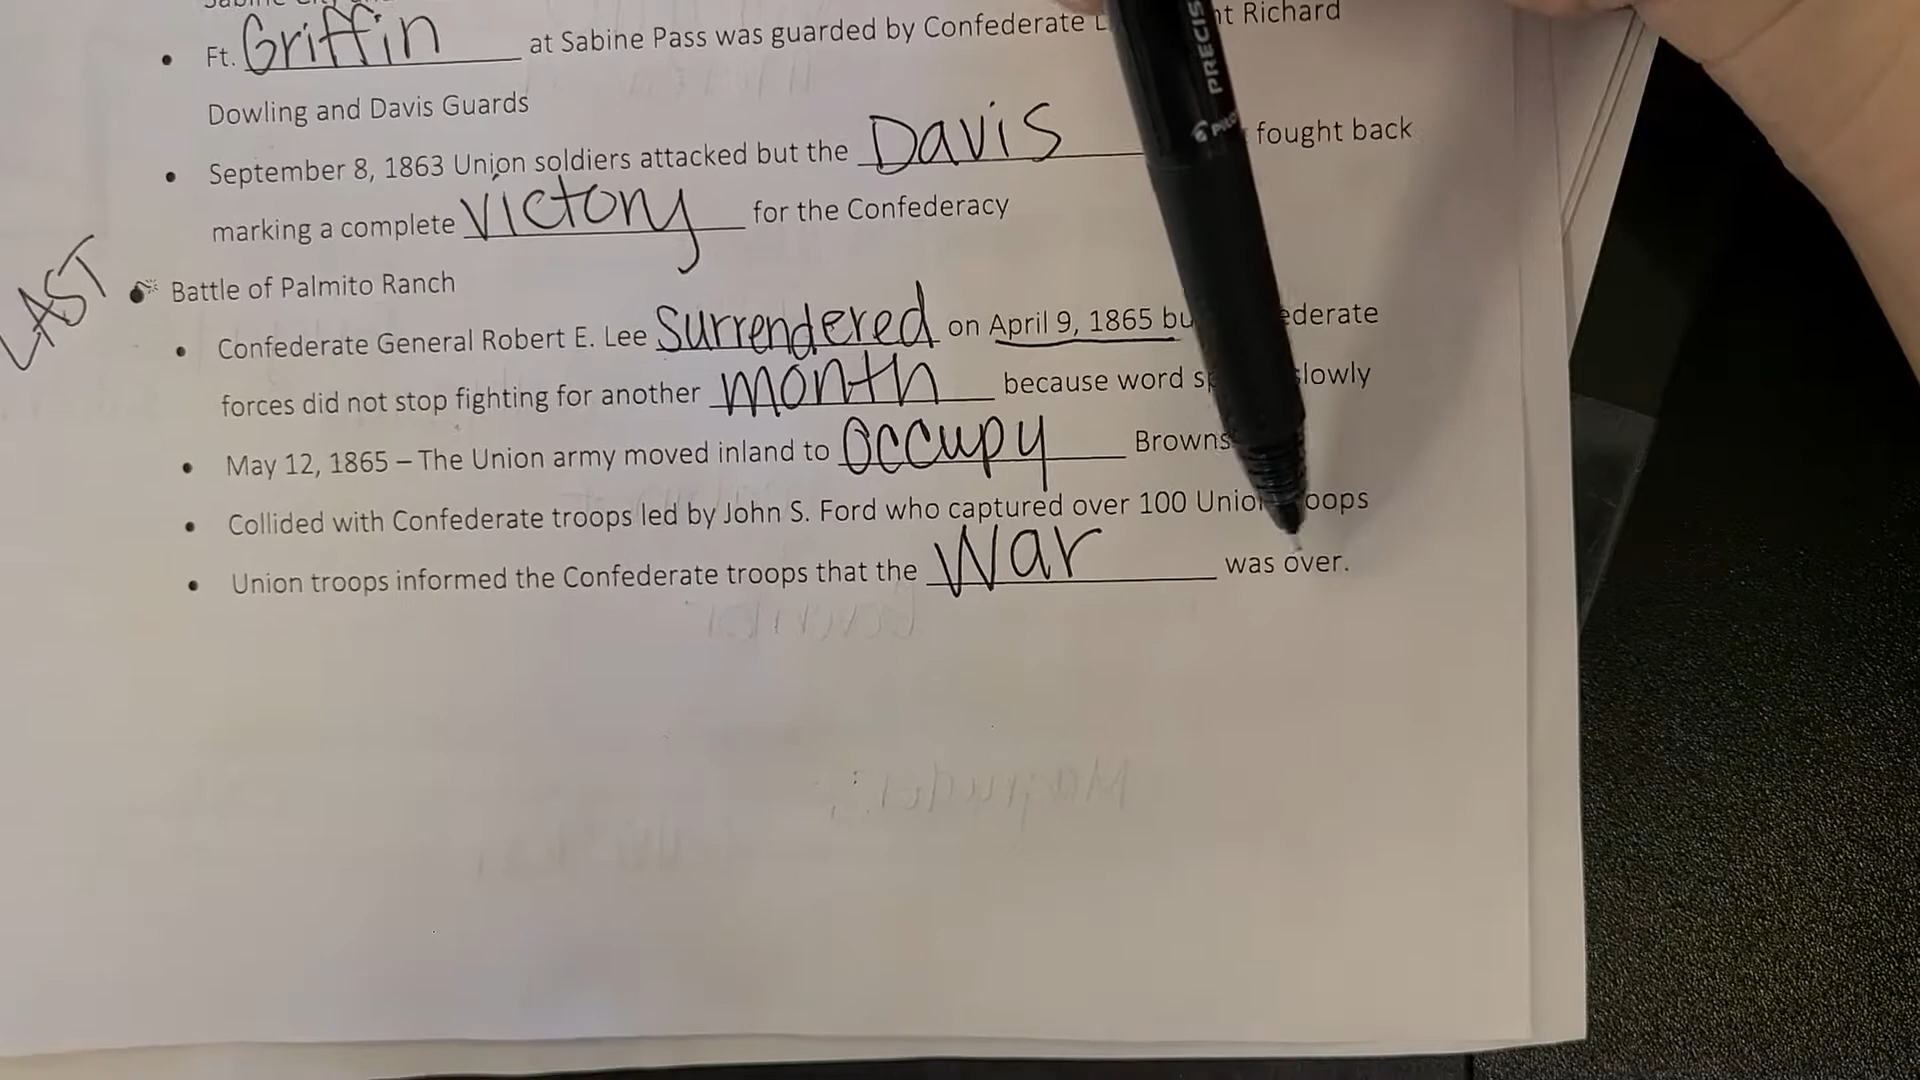 Ft. Griffin at Sabine Pass was guarded by Confederate Richard
Dowling and Davis Guards
September 8, 1863 Union soldiers attacked but the Davis fought back
marking a complete victory for the Confederacy
LAST
Battle of Palmito Ranch
Confederate General Robert E. Lee surrendered on April 9, 1865
forces did not stop fighting for another month because word slowly
May 12, 1865 – The Union army moved inland to occupy
Collided with Confederate troops led by John S. Ford who captured over 100
Union troops informed the Confederate troops that the War was over.
PRECIS
PILOT